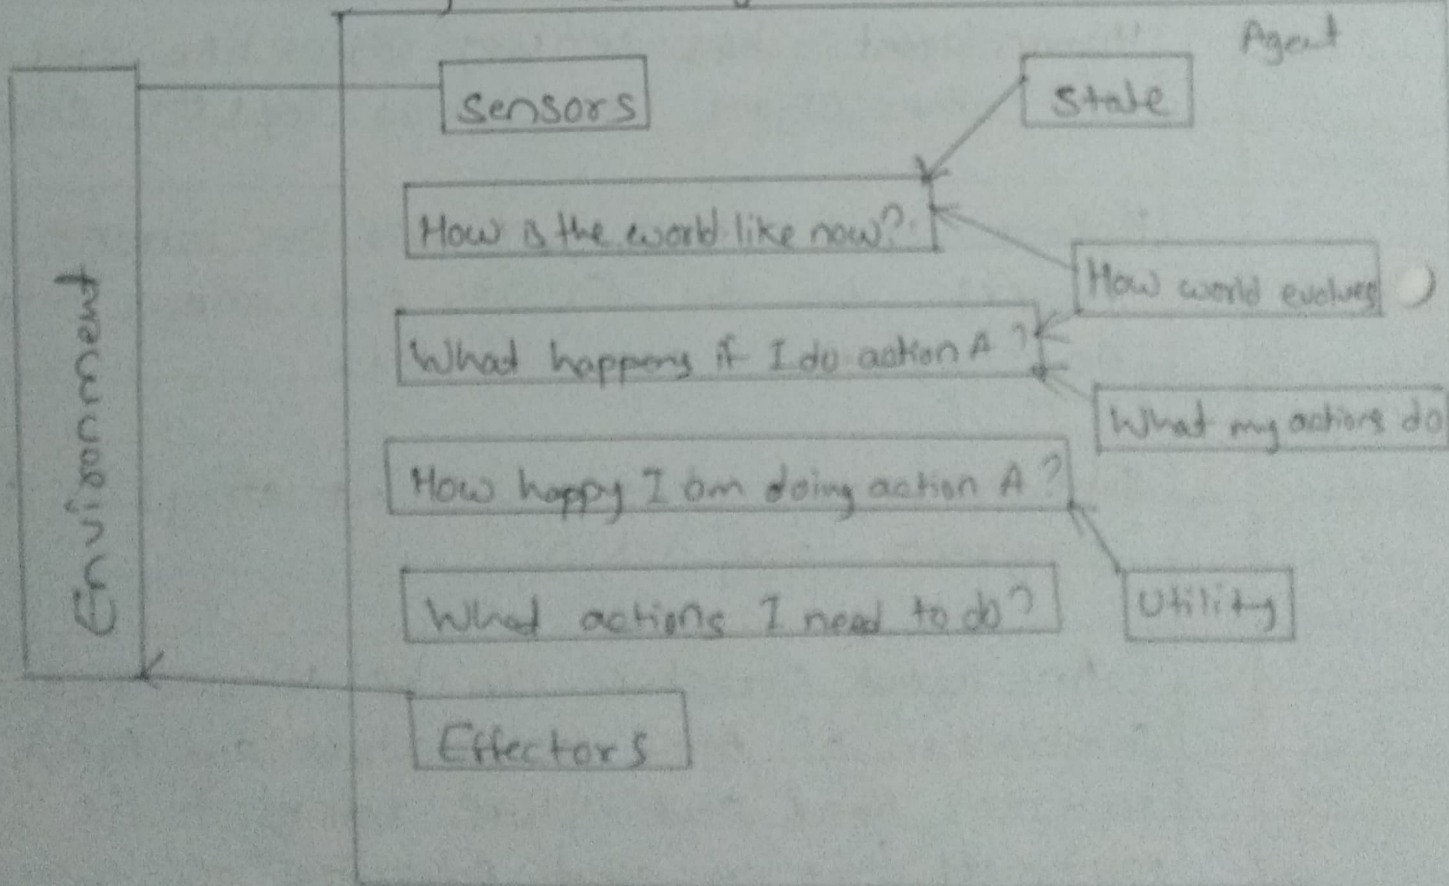 Agent
Sensors
State
How is the world like now?
How world evolves
What happens if I do action A ?
What my actions do
How happy I am doing action A ?
What actions I need to do?
Utility
Effectors
Environment